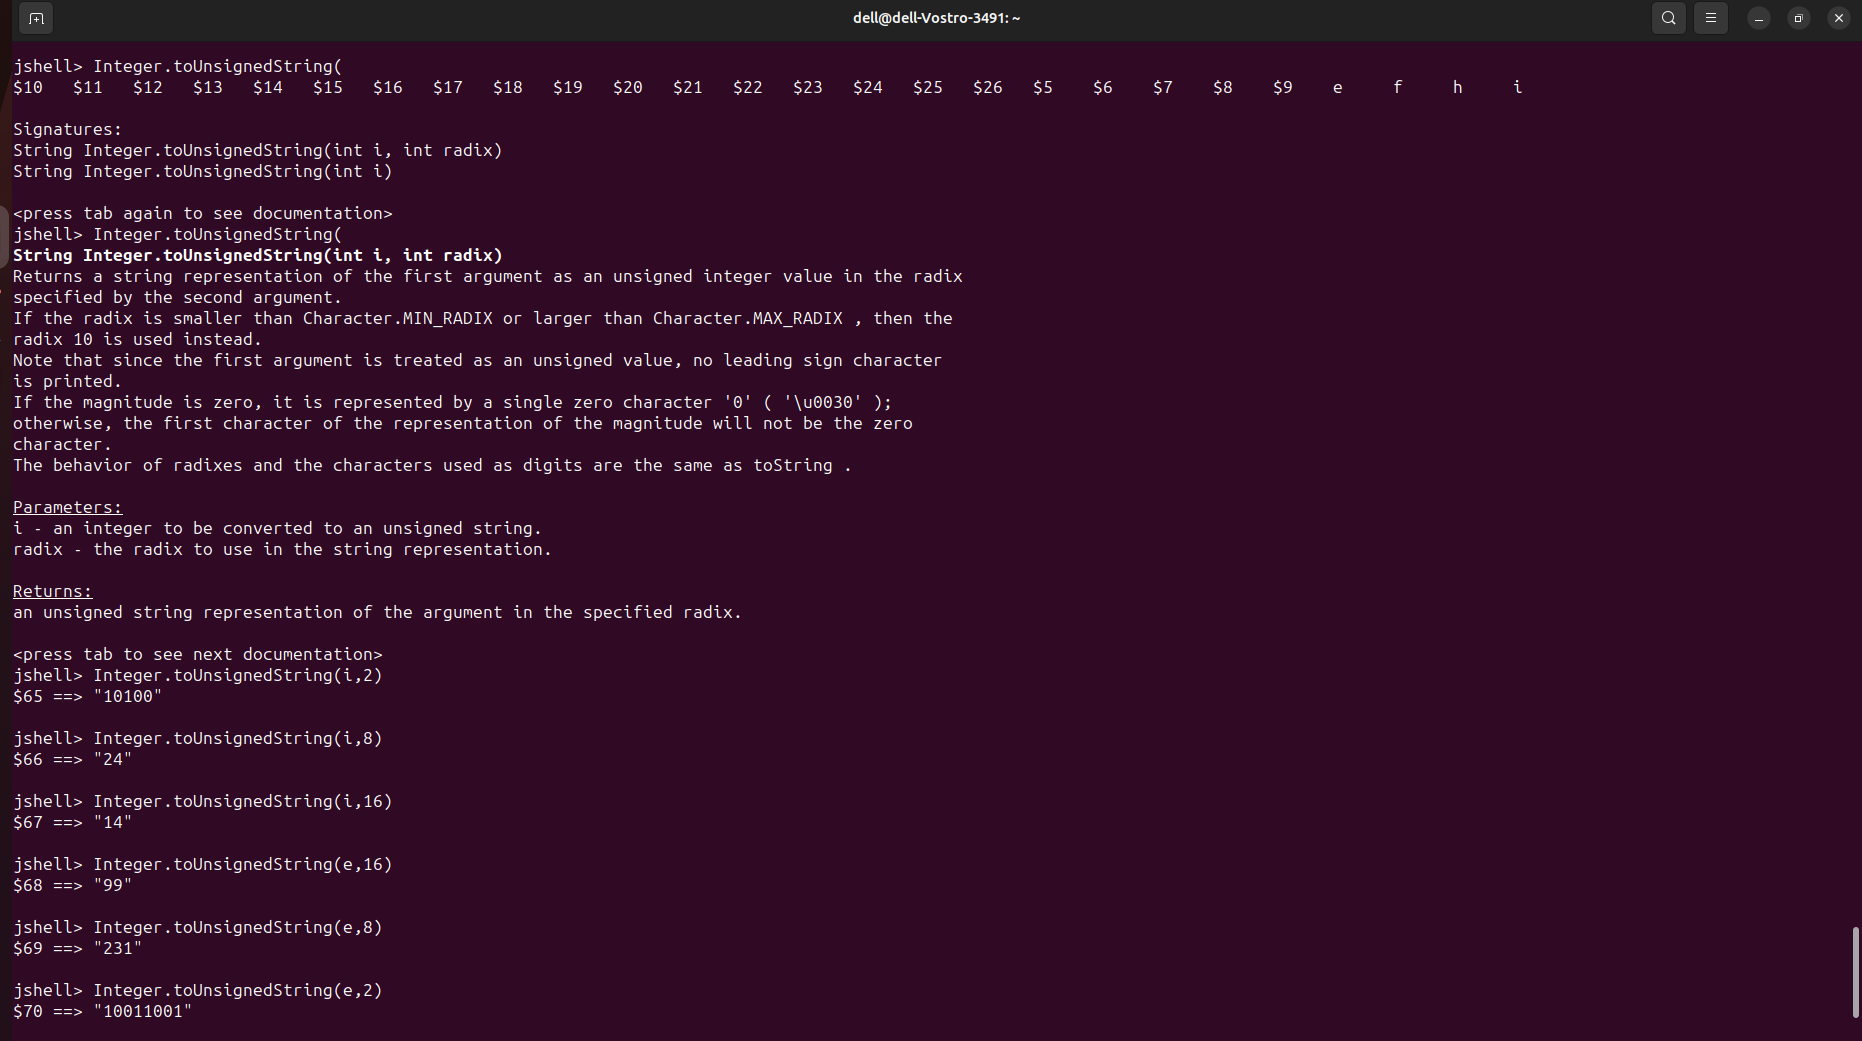 dell@dell-Vostro-3491: ~
jshell> Integer.toUnsignedString(
$10 $11 $12 $13 $14 $15 $16 $17 $18 $19 $20 $21 $22 $23 $24 $25 $26 $5 $6 $7 $8 $9 e f h i
Signatures:
String Integer.toUnsignedString(int i, int radix)
String Integer.toUnsignedString(int i)
<press tab again to see documentation>
jshell> Integer.toUnsignedString(
String Integer.toUnsignedString(int i, int radix)
Returns a string representation of the first argument as an unsigned integer value in the radix
specified by the second argument.
If the radix is smaller than Character.MIN_RADIX or larger than Character.MAX_RADIX , then the
radix 10 is used instead.
Note that since the first argument is treated as an unsigned value, no leading sign character
is printed.
If the magnitude is zero, it is represented by a single zero character '0' ( '\u0030' );
otherwise, the first character of the representation of the magnitude will not be the zero
character.
The behavior of radixes and the characters used as digits are the same as toString .
Parameters:
i - an integer to be converted to an unsigned string.
radix - the radix to use in the string representation.
Returns:
an unsigned string representation of the argument in the specified radix.
<press tab to see next documentation>
jshell> Integer.toUnsignedString(i,2)
$65 ==> "10100"
jshell> Integer.toUnsignedString(i,8)
$66 ==> "24"
jshell> Integer.toUnsignedString(i,16)
$67 ==> "14"
jshell> Integer.toUnsignedString(e,16)
$68 ==> "99"
jshell> Integer.toUnsignedString(e,8)
$69 ==> "231"
jshell> Integer.toUnsignedString(e,2)
$70 ==> "10011001"